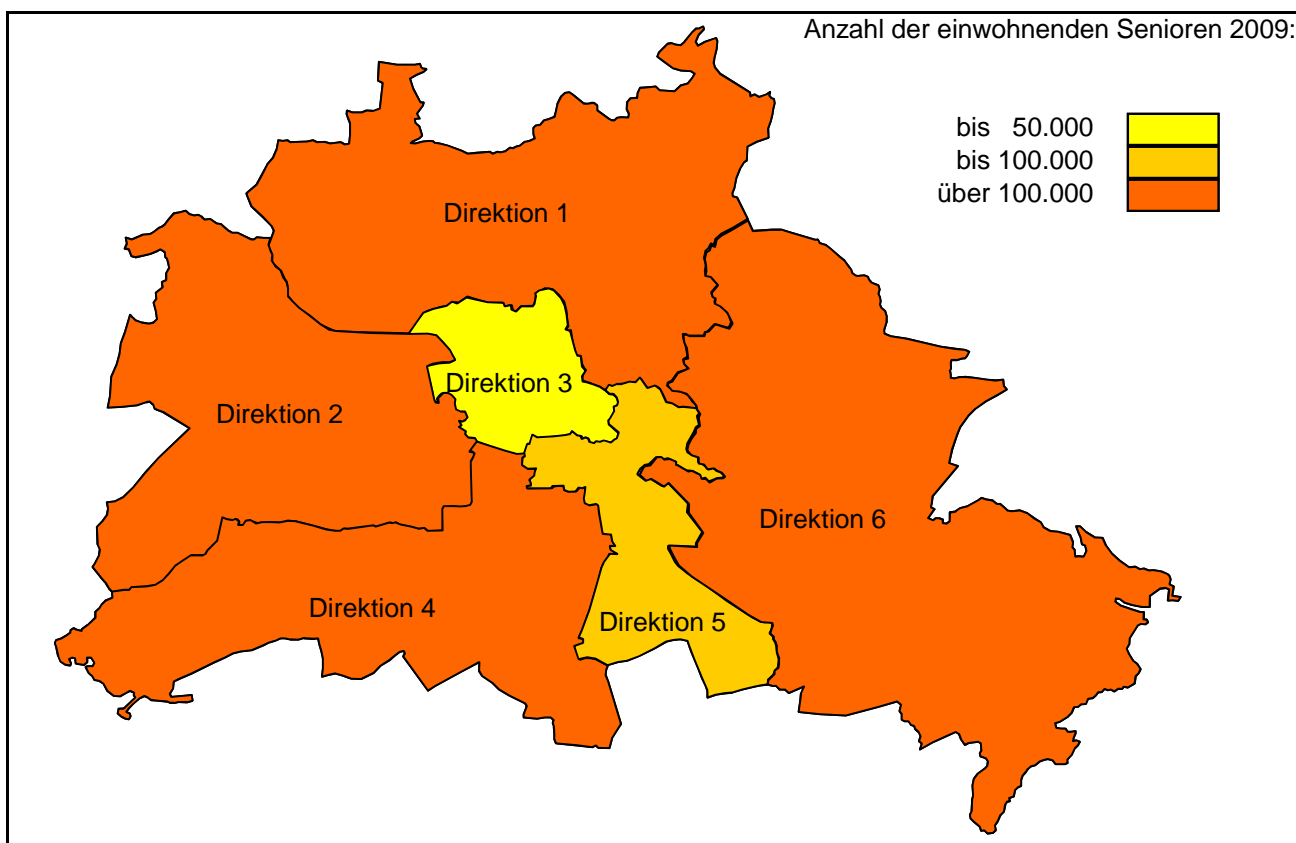 Anzahl der einwohnenden Senioren 2009:
bis 50.000
bis 100.000
über 100.000
Direktion 1
Direktion 3
Direktion 2
Direktion 6
Direktion 4
Direktion 5